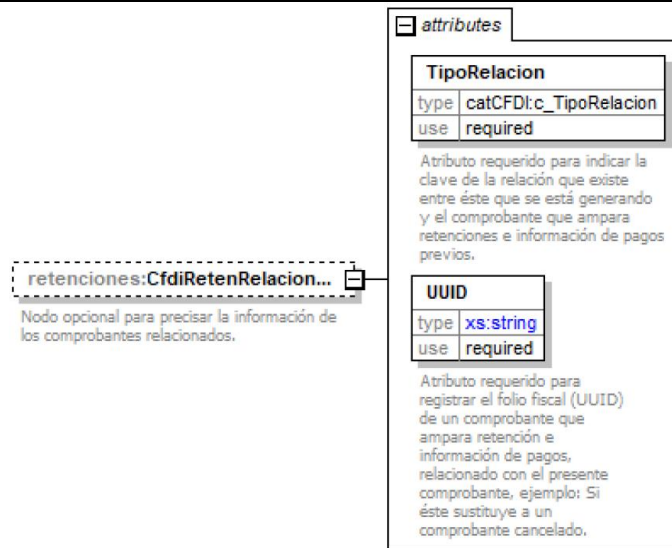 attributes
TipoRelacion
type catCFDI:c_TipoRelacion
use required
Atributo requerido para indicar la
clave de la relación que existe
entre éste que se está generando
y el comprobante que ampara
retenciones e información de pagos
previos.
retenciones:CfdiRetenRelacion...
Nodo opcional para precisar la información de
los comprobantes relacionados.
UUID
type xs:string
use required
Atributo requerido para
registrar el folio fiscal (UUID)
de un comprobante que
ampara retención e
información de pagos,
relacionado con el presente
comprobante, ejemplo: Si
éste sustituye a un
comprobante cancelado.